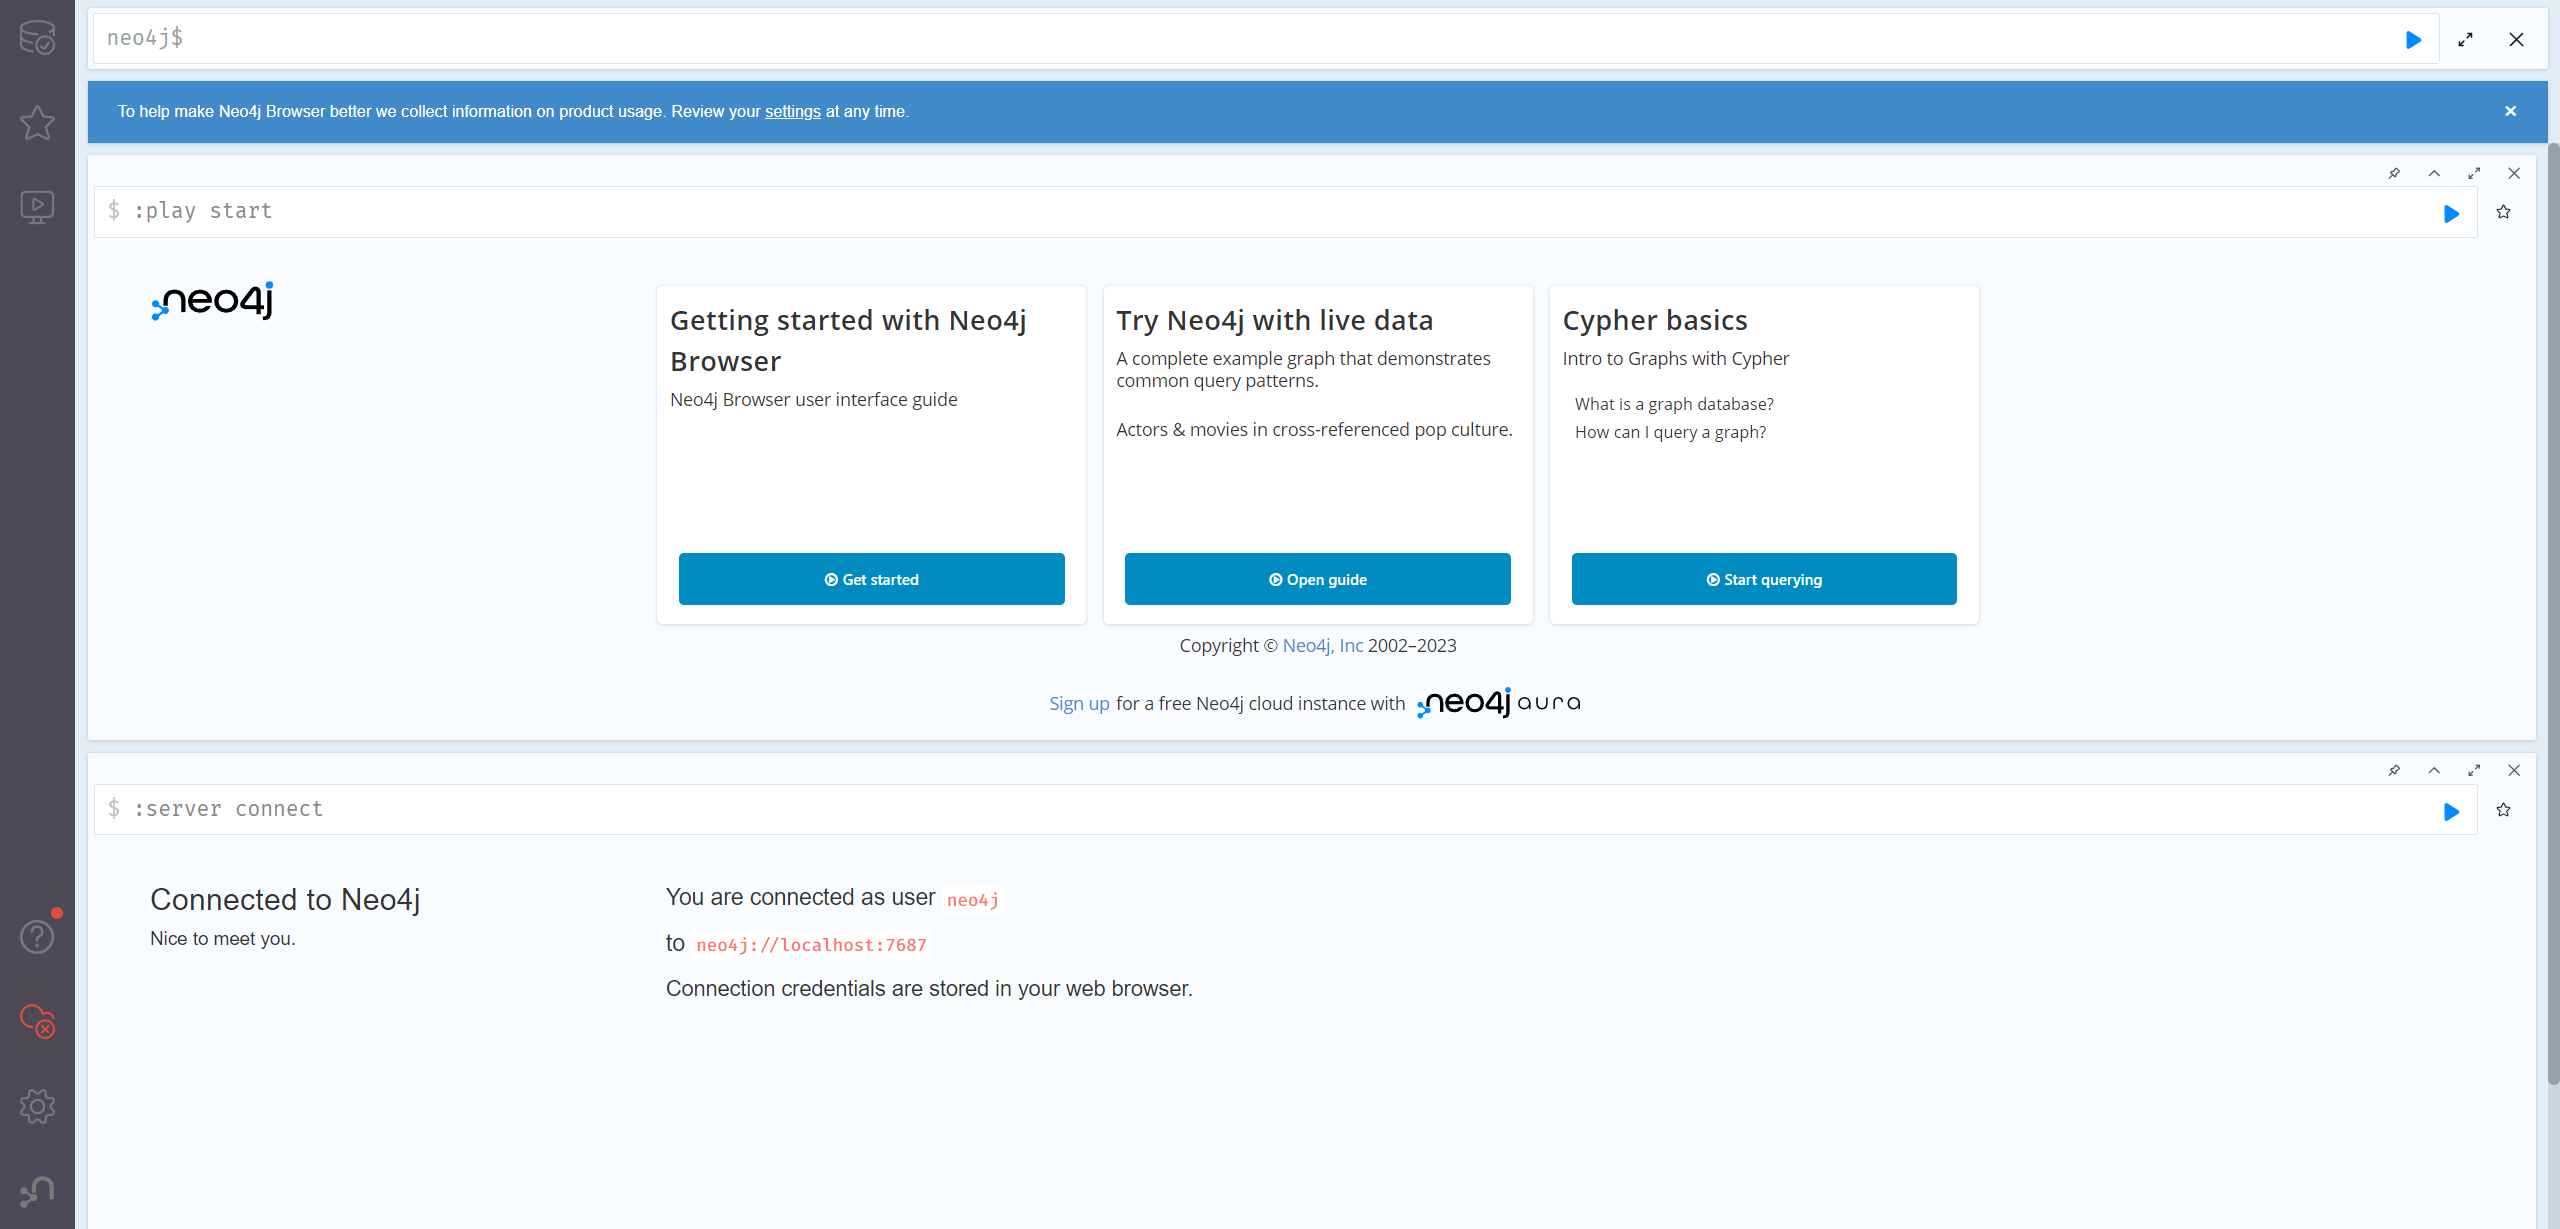 neo4j$
To help make Neo4j Browser better we collect information on product usage. Review your settings at any time.
$ :play start
neo4j
Getting started with Neo4j
Browser
Neo4j Browser user interface guide
Get started
Try Neo4j with live data
A complete example graph that demonstrates
common query patterns.
Actors & movies in cross-referenced pop culture.
Open guide
Cypher basics
Intro to Graphs with Cypher
What is a graph database?
How can I query a graph?
Start querying
Copyright © Neo4j, Inc 2002–2023
Sign up for a free Neo4j cloud instance with neo4j aura
$ :server connect
Connected to Neo4j
Nice to meet you.
You are connected as user neo4j
to neo4j://localhost:7687
Connection credentials are stored in your web browser.